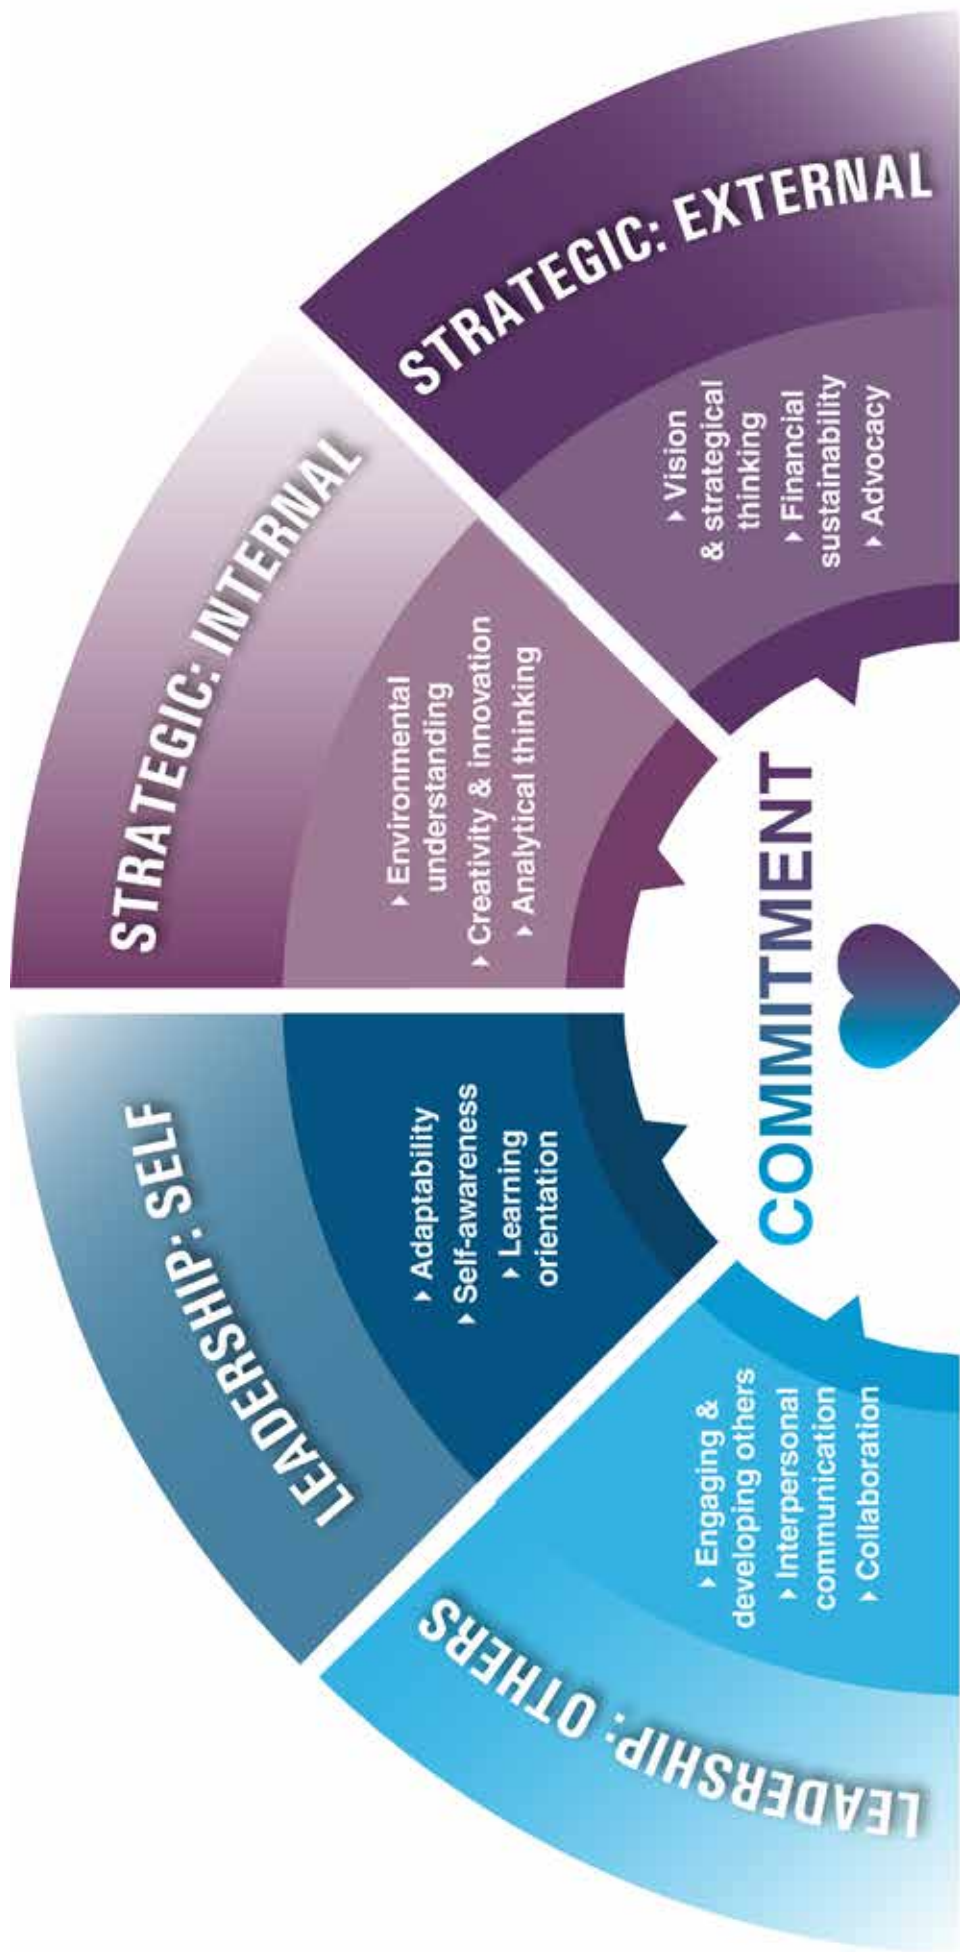 LEADERSHIP: OTHERS
▸ Engaging &
developing others
▸ Interpersonal
communication
▸ Collaboration
LEADERSHIP: SELF
▸ Adaptability
▸ Self-awareness
▸ Learning
orientation
STRATEGIC: INTERNAL
▸ Environmental
understanding
▸ Creativity & innovation
▸ Analytical thinking
STRATEGIC: EXTERNAL
▸ Vision
& strategical
thinking
▸ Financial
sustainability
▸ Advocacy
COMMITMENT